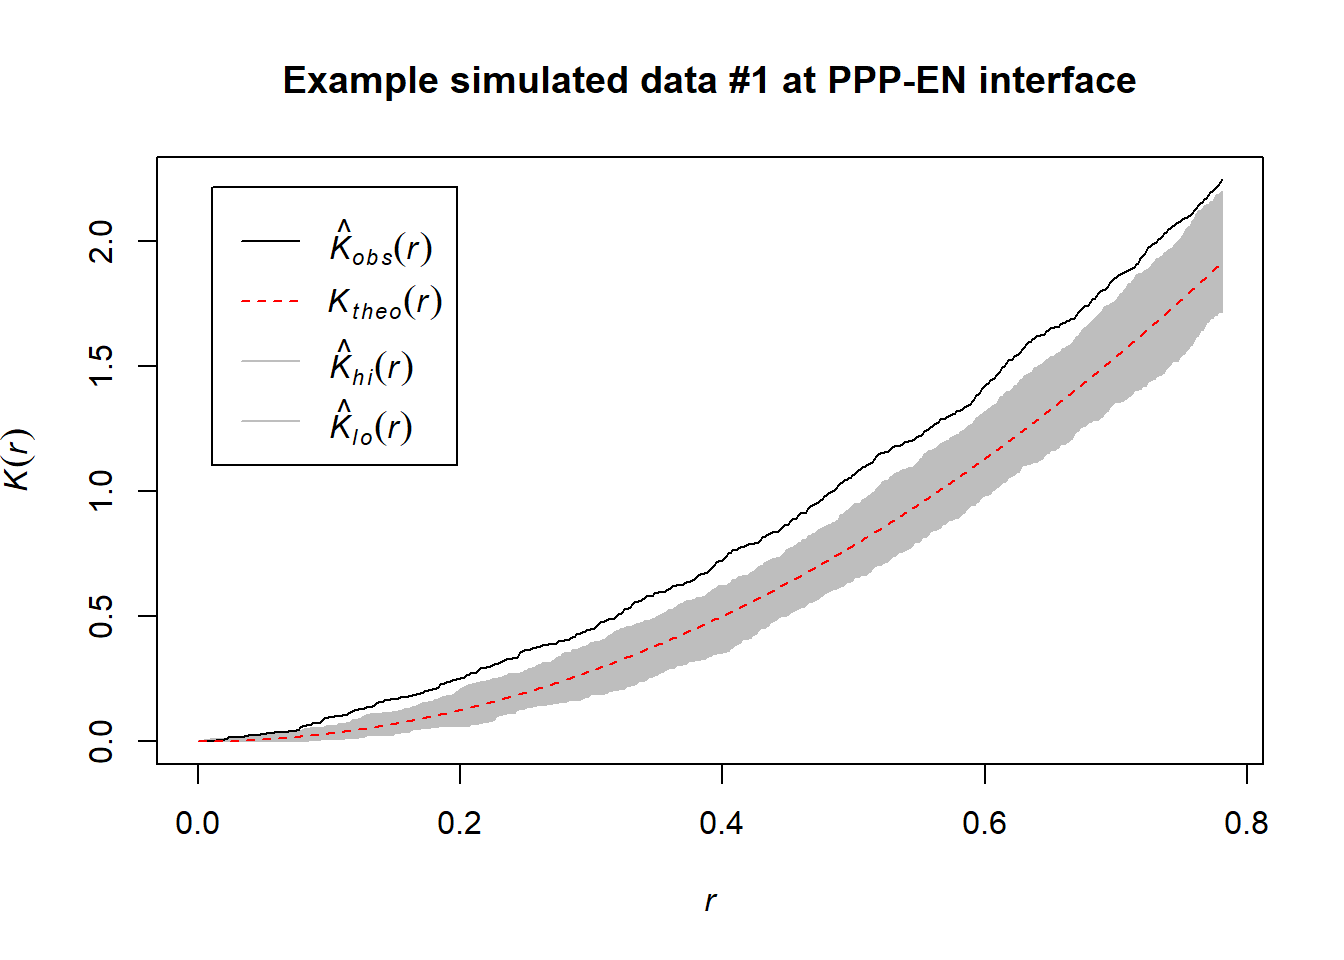 Example simulated data #1 at PPP-EN interface
K̂obs(r)
Ktheo(r)
K̂hi(r)
K̂lo(r)
K(r)
2.0
1.5
1.0
0.5
0.0
0.0 0.2 0.4 0.6 0.8
r